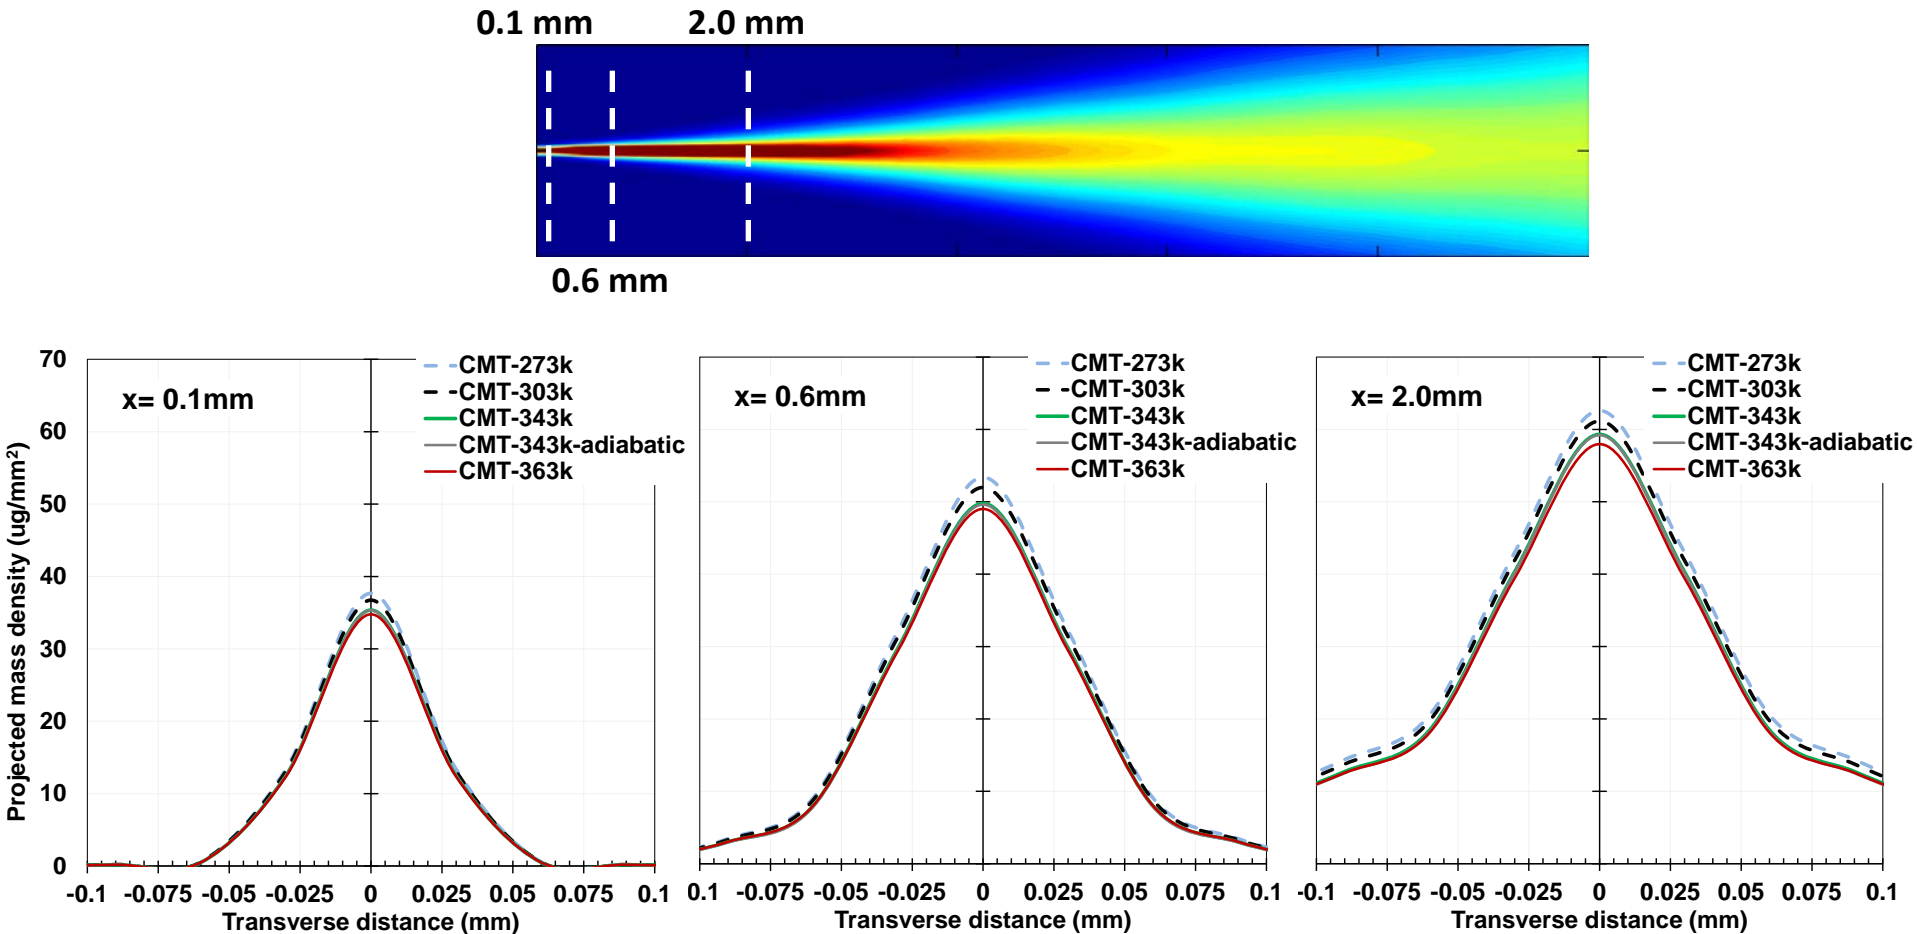 0.1 mm
2.0 mm
0.6 mm
Projected mass density (ug/mm²)
70
60
50
40
30
20
10
0
x= 0.1mm
CMT-273k
CMT-303k
CMT-343k
CMT-343k-adiabatic
CMT-363k
-0.1 -0.075 -0.05 -0.025 0 0.025 0.05 0.075 0.1
Transverse distance (mm)
x= 0.6mm
CMT-273k
CMT-303k
CMT-343k
CMT-343k-adiabatic
CMT-363k
0.1 -0.075 -0.05 -0.025 0 0.025 0.05 0.075 0.1
Transverse distance (mm)
x= 2.0mm
CMT-273k
CMT-303k
CMT-343k
CMT-343k-adiabatic
CMT-363k
-0.1 -0.075 -0.05 -0.025 0 0.025 0.05 0.075 0.1
Transverse distance (mm)